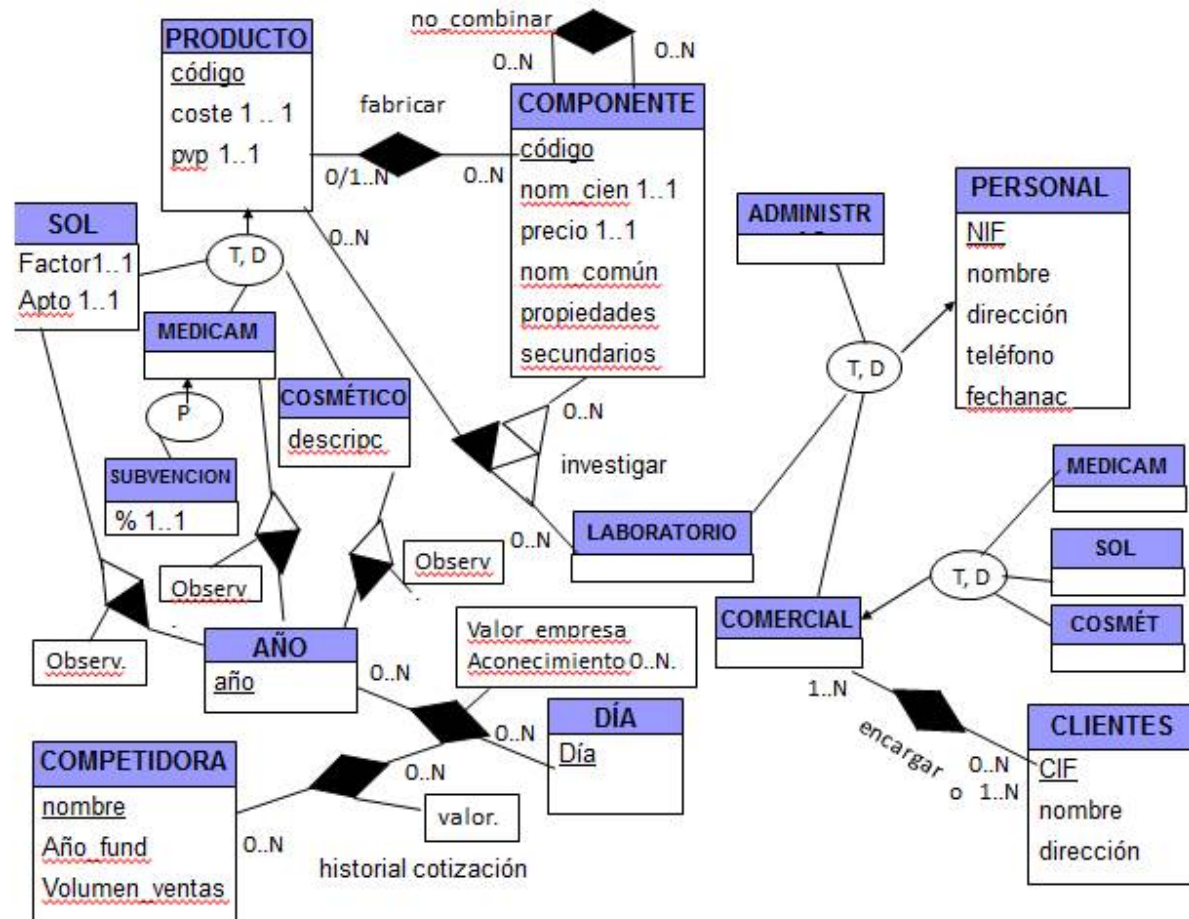 no_combinar
0..N
0..N
PRODUCTO
código
coste 1 .. 1
pvp 1..1
fabricar
0/1..N
0..N
COMPONENTE
código
nom_cien 1..1
precio 1..1
nom_común
propiedades
secundarios
ADMINISTR
PERSONAL
NIF
nombre
dirección
teléfono
fechanac
SOL
Factor1..1
Apto 1..1
T, D
0..N
MEDICAM
COSMÉTICO
descripc
P
SUBVENCION
% 1..1
0..N
investigar
0..N
LABORATORIO
T, D
MEDICAM
SOL
COSMÉT
T, D
COMERCIAL
Observ
Observ
Observ.
AÑO
año
0..N
Valor_empresa
Aconecimiento 0..N.
0..N
DÍA
Día
1..N
encargar
0..N
o 1..N
CLIENTES
CIF
nombre
dirección
COMPETIDORA
nombre
Año_fund
Volumen_ventas
0..N
0..N
valor.
historial cotización